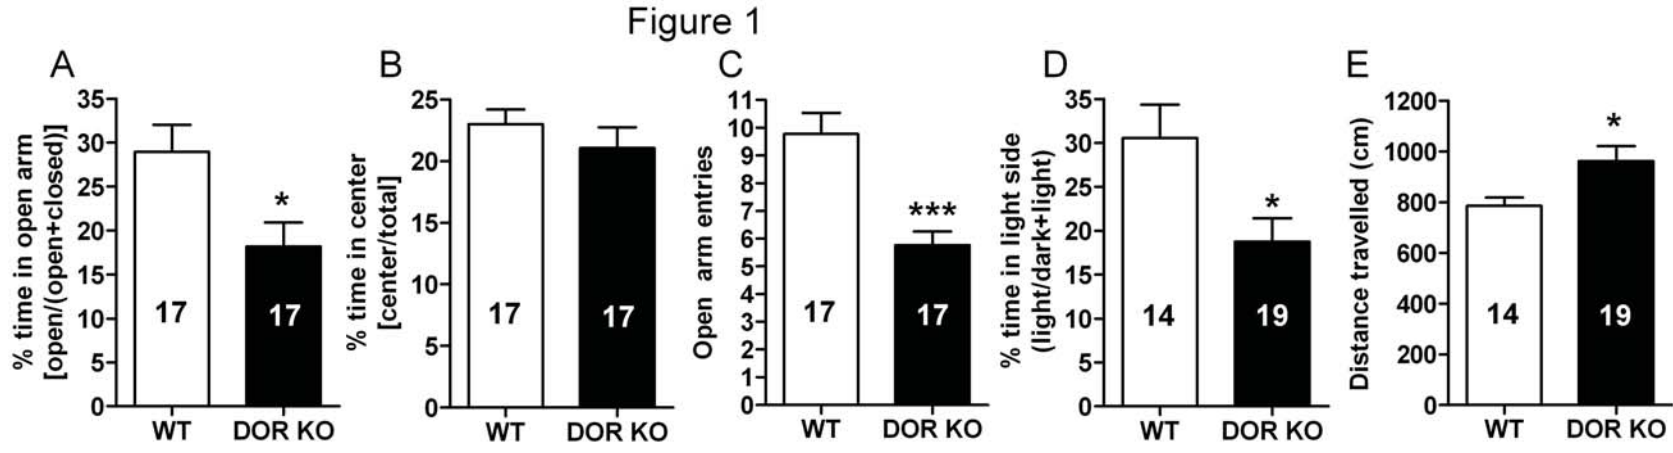 Figure 1
A
% time in open arm
[open/(open+closed)]
35
30
25
20
15
10
5
0
*
17
17
WT
DOR KO
B
% time in center
[center/total]
25
20
15
10
5
0
17
17
WT
DOR KO
C
Open arm entries
11
10
9
8
7
6
5
4
3
2
1
0
***
17
17
WT
DOR KO
D
% time in light side
(light/dark+light)
35
30
25
20
15
10
5
0
*
14
19
WT
DOR KO
E
Distance travelled (cm)
1200
1000
800
600
400
200
0
*
14
19
WT
DOR KO